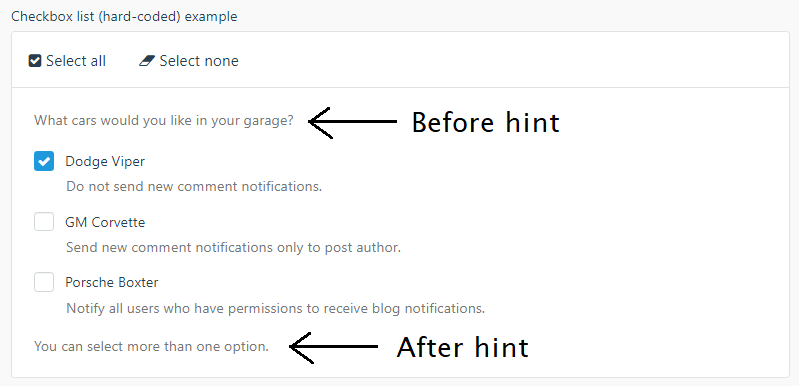 Checkbox list (hard-coded) example
Select all Select none
What cars would you like in your garage? Before hint
Dodge Viper
Do not send new comment notifications.
GM Corvette
Send new comment notifications only to post author.
Porsche Boxter
Notify all users who have permissions to receive blog notifications.
You can select more than one option. After hint